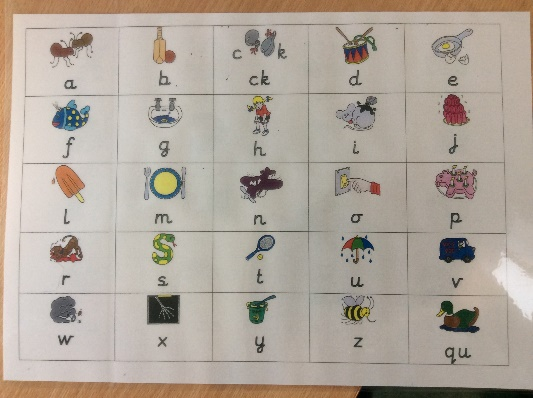 c k
a b ck d e
f g h i j
l m n o p
r s t u v
w x y z qu